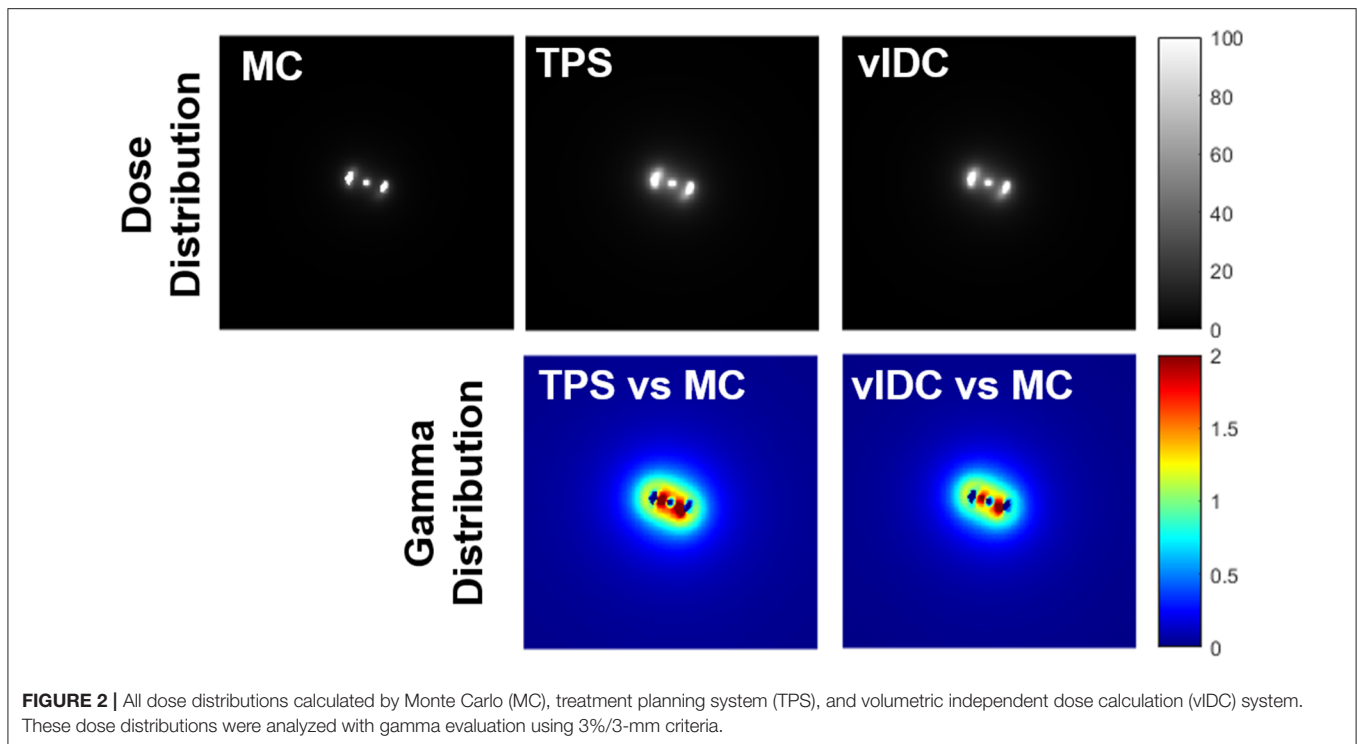 MC
TPS
vIDC
Dose
Distribution
100
80
60
40
20
0
TPS vs MC
vIDC vs MC
Gamma
Distribution
2
1.5
1
0.5
0
FIGURE 2 | All dose distributions calculated by Monte Carlo (MC), treatment planning system (TPS), and volumetric independent dose calculation (vIDC) system.
These dose distributions were analyzed with gamma evaluation using 3%/3-mm criteria.